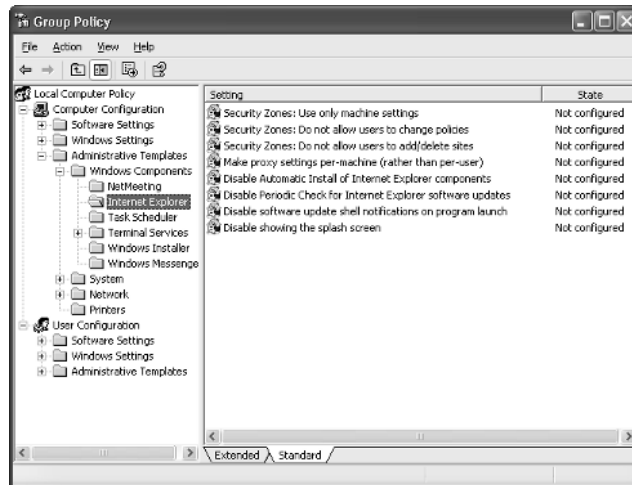 Group Policy
File Action View Help
Local Computer Policy
Computer Configuration
Software Settings
Windows Settings
Administrative Templates
Windows Components
NetMeeting
Internet Explorer
Task Scheduler
Terminal Services
Windows Installer
Windows Messenge
System
Network
Printers
User Configuration
Software Settings
Windows Settings
Administrative Templates
Setting State
Security Zones: Use only machine settings Not configured
Security Zones: Do not allow users to change policies Not configured
Security Zones: Do not allow users to add/delete sites Not configured
Make proxy settings per-machine (rather than per-user) Not configured
Disable Automatic Install of Internet Explorer components Not configured
Disable Periodic Check for Internet Explorer software updates Not configured
Disable software update shell notifications on program launch Not configured
Disable showing the splash screen Not configured
Extended Standard